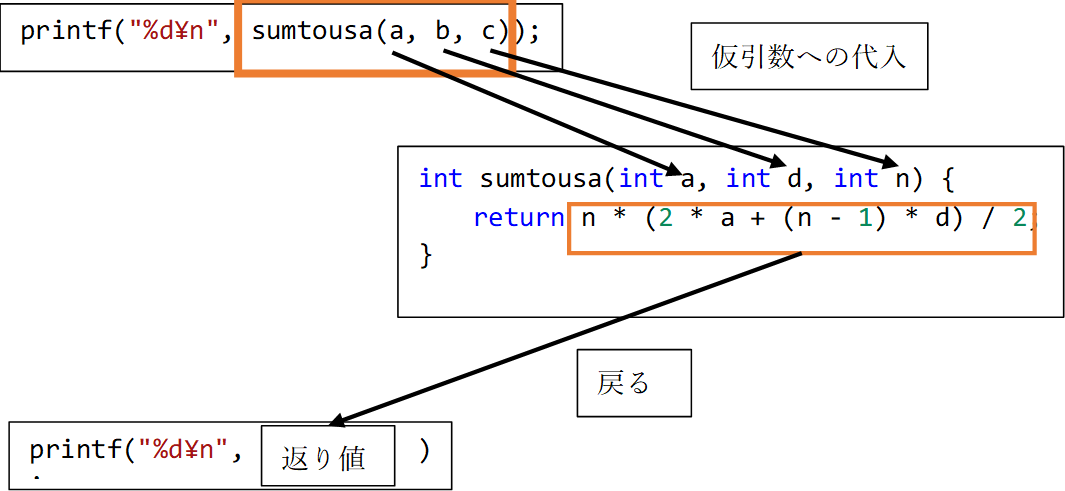 printf("%d¥n", sumtousa(a, b, c));
仮引数への代入
int sumtousa(int a, int d, int n) {
return n * (2 * a + (n - 1) * d) / 2;
}
戻る
printf("%d¥n", 返り値 )
;